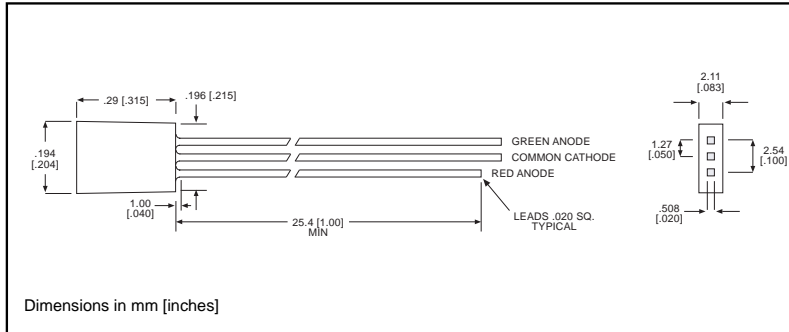 .29 [.315]
.196 [.215]
.194
[.204]
1.00
[.040]
25.4 [1.00]
MIN
GREEN ANODE
COMMON CATHODE
RED ANODE
LEADS .020 SQ.
TYPICAL
2.11
[.083]
1.27
[.050]
2.54
[.100]
.508
[.020]
Dimensions in mm [inches]